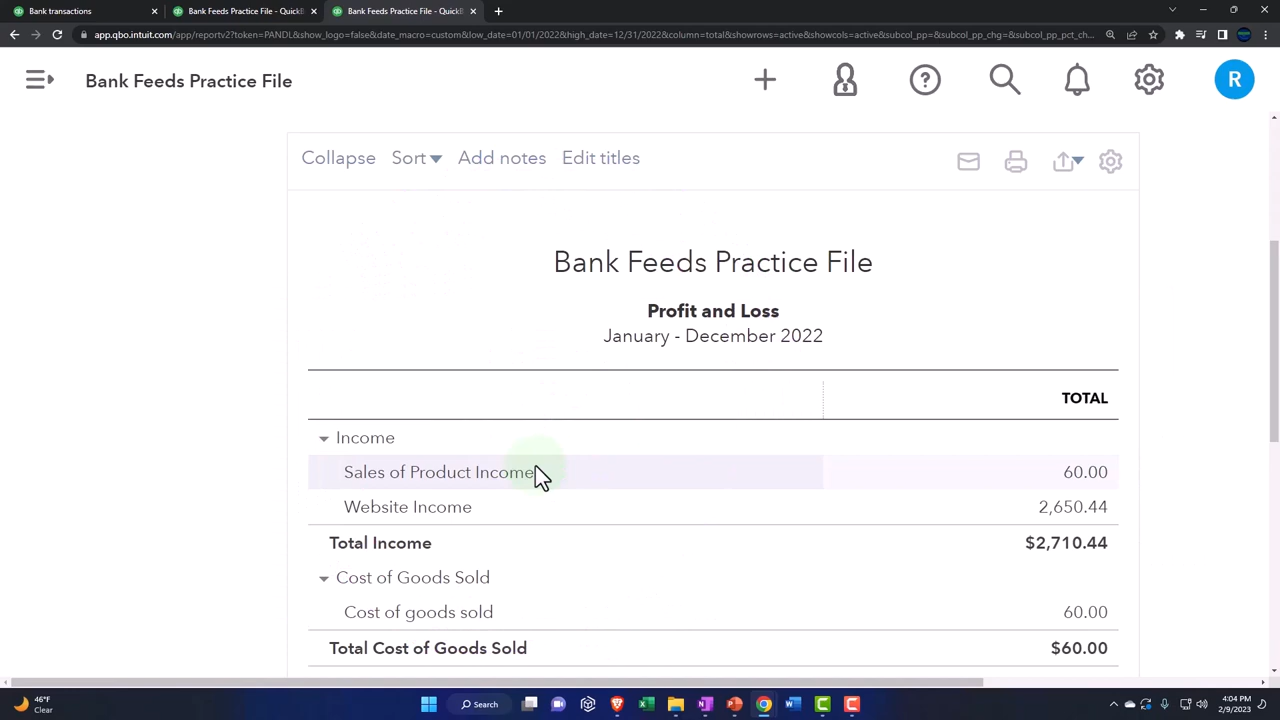 Bank transactions
Bank Feeds Practice File - QuickB
Bank Feeds Practice File - QuickB
app.qbo.intuit.com/app/reportv2?token=PANDL&show_logo=false&date_macro=custom&low_date=01/01/2022&high_date=12/31/2022&column=total&showrows=active&showcols=active&subcol_pp=&subcol_pp_chg=&subcol_pp_pct_chg=
Bank Feeds Practice File
R
Collapse Sort Add notes Edit titles
Bank Feeds Practice File
Profit and Loss
January - December 2022
TOTAL
Income
Sales of Product Income 60.00
Website Income 2,650.44
Total Income $2,710.44
Cost of Goods Sold
Cost of goods sold 60.00
Total Cost of Goods Sold $60.00
46°F
Clear
Search
4:04 PM
2/9/2023